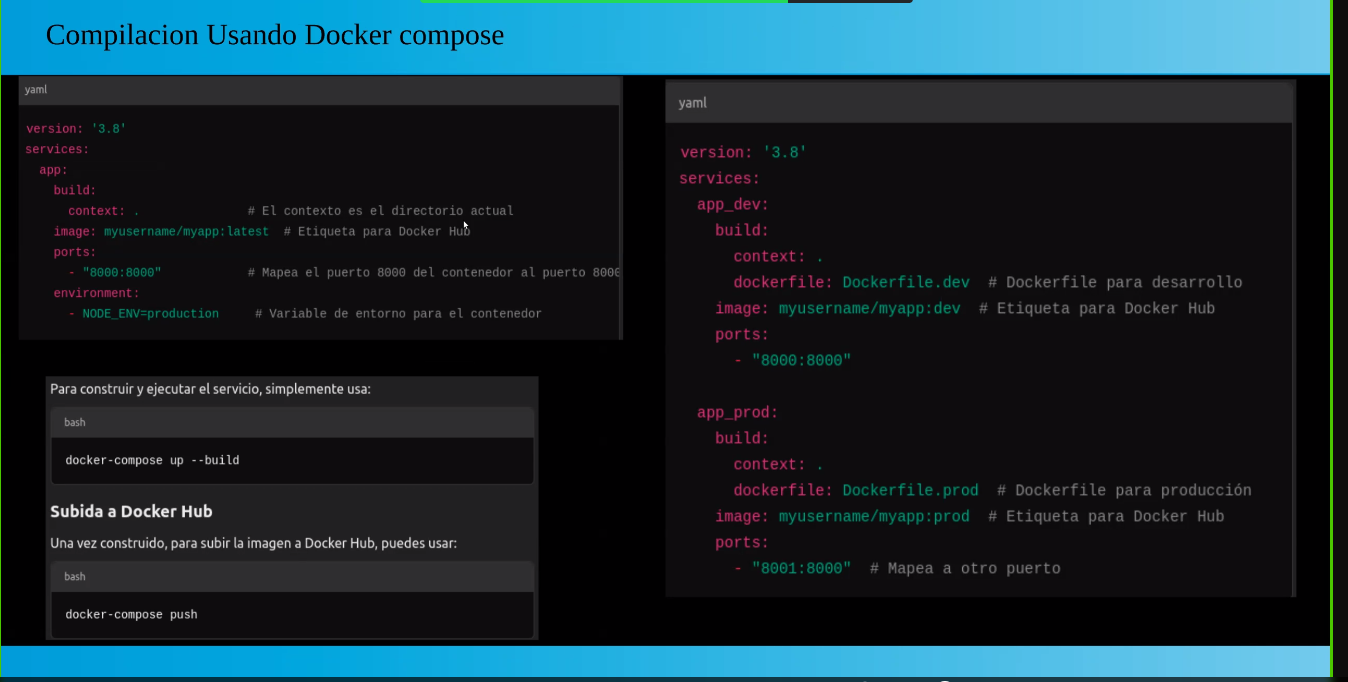 Compilacion Usando Docker compose
yaml
version: '3.8'
services:
  app:
    build:
      context: .               # El contexto es el directorio actual
    image: myusername/myapp:latest  # Etiqueta para Docker Hub
    ports:
      - "8000:8000"            # Mapea el puerto 8000 del contenedor al puerto 8000
    environment:
      - NODE_ENV=production     # Variable de entorno para el contenedor
Para construir y ejecutar el servicio, simplemente usa:
bash
docker-compose up --build
Subida a Docker Hub
Una vez construido, para subir la imagen a Docker Hub, puedes usar:
bash
docker-compose push
yaml
version: '3.8'
services:
  app_dev:
    build:
      context: .
      dockerfile: Dockerfile.dev  # Dockerfile para desarrollo
    image: myusername/myapp:dev  # Etiqueta para Docker Hub
    ports:
      - "8000:8000"
  app_prod:
    build:
      context: .
      dockerfile: Dockerfile.prod  # Dockerfile para producción
    image: myusername/myapp:prod  # Etiqueta para Docker Hub
    ports:
      - "8001:8000"  # Mapea a otro puerto